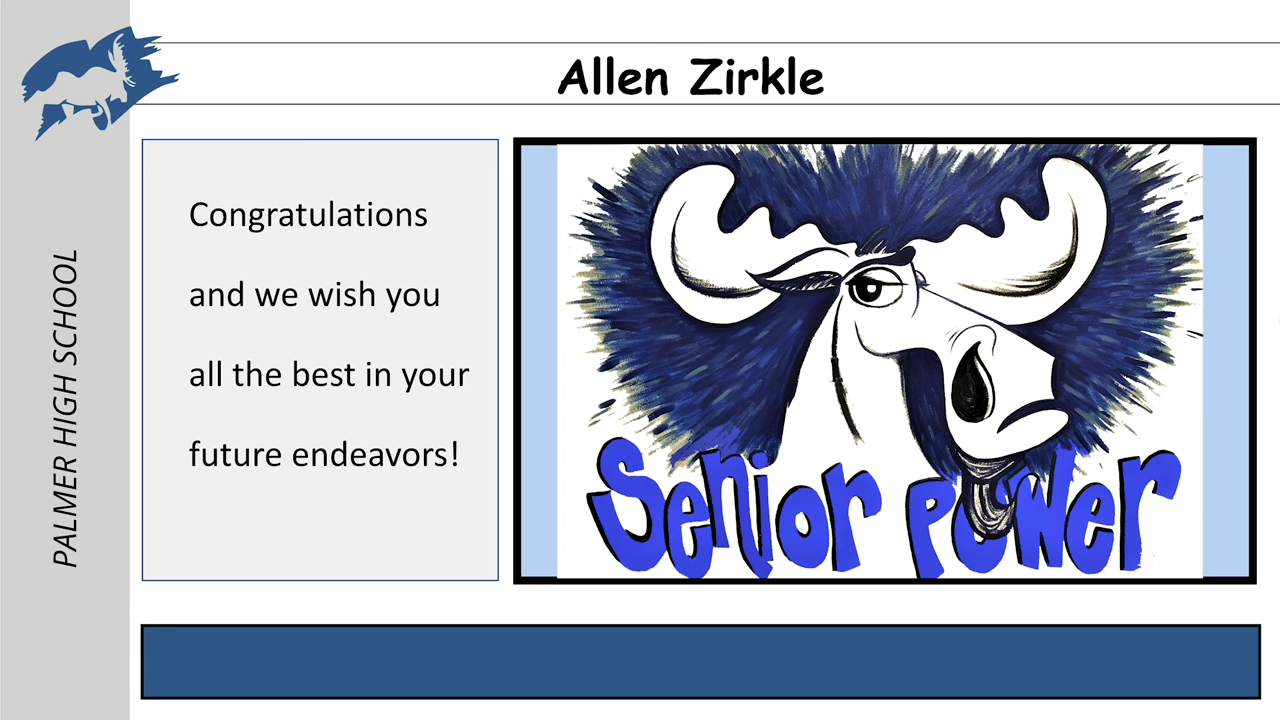 PALMER HIGH SCHOOL
Allen Zirkle
Congratulations
and we wish you
all the best in your
future endeavors!
Senior Power